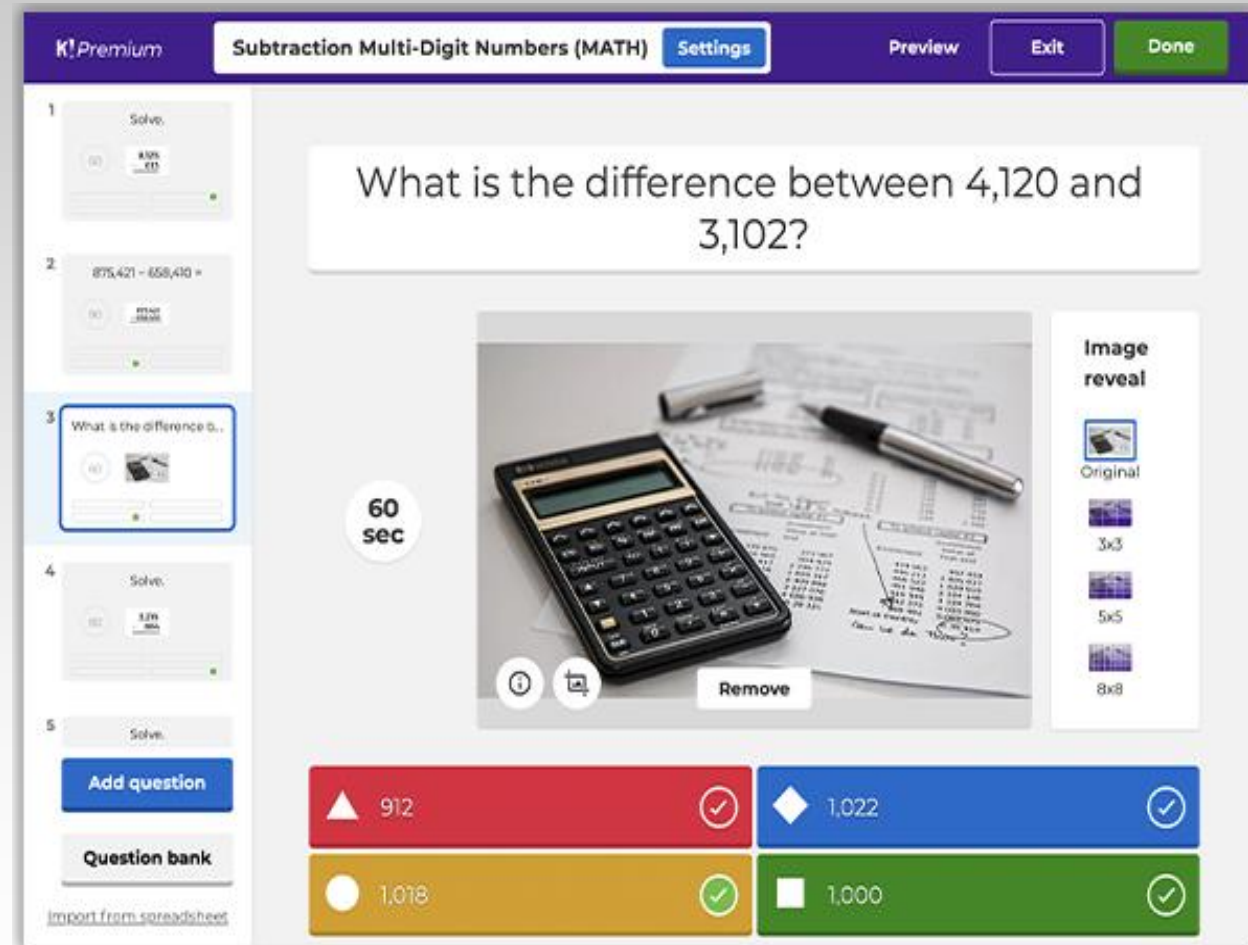 K! Premium
Subtraction Multi-Digit Numbers (MATH)
Settings
Preview
Exit
Done
1
Solve.
60
2
875,421 - 658,410 =
90
3
What is the difference b...
60
4
Solve.
5
Solve.
Add question
Question bank
Import from spreadsheet
What is the difference between 4,120 and
3,102?
60
sec
Remove
Image
reveal
Original
3x3
5x5
8x8
912
1,022
1,018
1,000